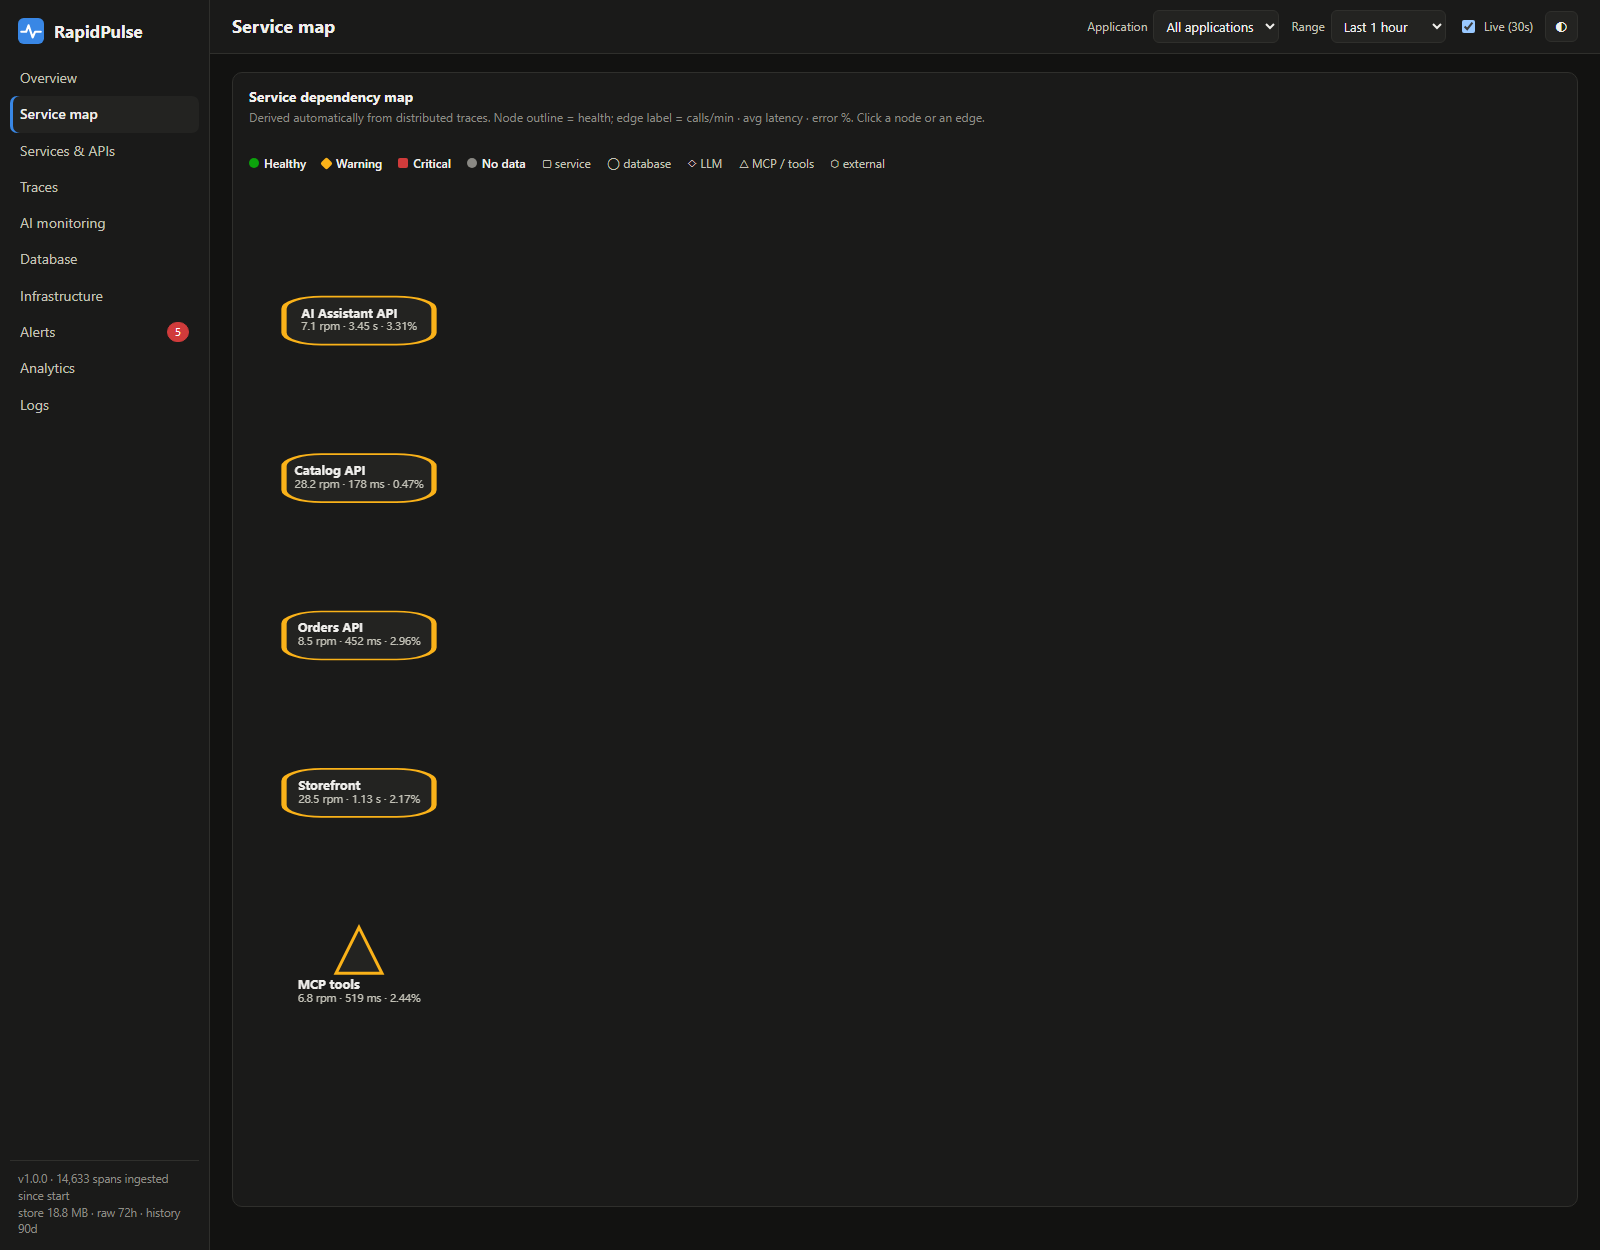 RapidPulse
Overview
Service map
Services & APIs
Traces
AI monitoring
Database
Infrastructure
Alerts 5
Analytics
Logs
v1.0.0 · 14,633 spans ingested
since start
store 18.8 MB · raw 72h · history
90d
Service map
Application All applications Range Last 1 hour Live (30s)
Service dependency map
Derived automatically from distributed traces. Node outline = health; edge label = calls/min · avg latency · error %. Click a node or an edge.
Healthy Warning Critical No data service database LLM MCP / tools external
AI Assistant API
7.1 rpm · 3.45 s · 3.31%
Catalog API
28.2 rpm · 178 ms · 0.47%
Orders API
8.5 rpm · 452 ms · 2.96%
Storefront
28.5 rpm · 1.13 s · 2.17%
MCP tools
6.8 rpm · 519 ms · 2.44%